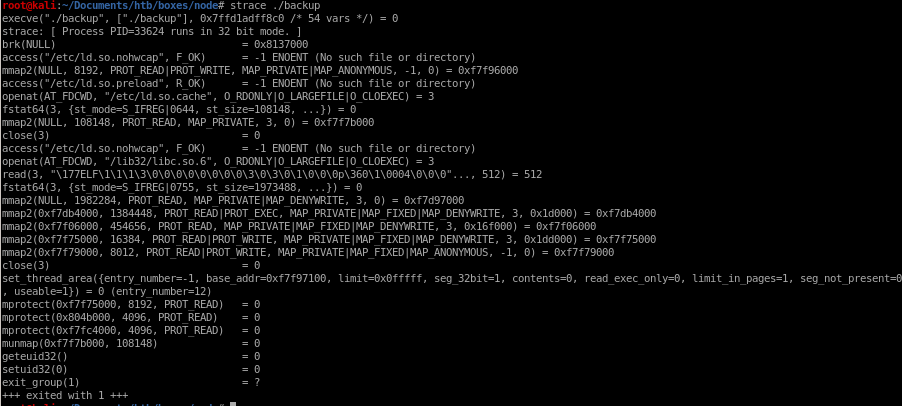 root@kali:~/Documents/htb/boxes/node# strace ./backup
execve("./backup", ["./backup"], 0x7ffd1adff8c0 /* 54 vars */) = 0
strace: [ Process PID=33624 runs in 32 bit mode. ]
brk(NULL) = 0x8137000
access("/etc/ld.so.nohwcap", F_OK) = -1 ENOENT (No such file or directory)
mmap2(NULL, 8192, PROT_READ|PROT_WRITE, MAP_PRIVATE|MAP_ANONYMOUS, -1, 0) = 0xf7f96000
access("/etc/ld.so.preload", R_OK) = -1 ENOENT (No such file or directory)
openat(AT_FDCWD, "/etc/ld.so.cache", O_RDONLY|O_LARGEFILE|O_CLOEXEC) = 3
fstat64(3, {st_mode=S_IFREG|0644, st_size=108148, ...}) = 0
mmap2(NULL, 108148, PROT_READ, MAP_PRIVATE, 3, 0) = 0xf7f7b000
close(3) = 0
access("/etc/ld.so.nohwcap", F_OK) = -1 ENOENT (No such file or directory)
openat(AT_FDCWD, "/lib32/libc.so.6", O_RDONLY|O_LARGEFILE|O_CLOEXEC) = 3
read(3, "\177ELF\1\1\1\3\0\0\0\0\0\0\0\0\3\0\3\0\1\0\0\0p\360\1\0004\0\0\0"..., 512) = 512
fstat64(3, {st_mode=S_IFREG|0755, st_size=1973488, ...}) = 0
mmap2(NULL, 1982284, PROT_READ, MAP_PRIVATE|MAP_DENYWRITE, 3, 0) = 0xf7d97000
mmap2(0xf7db4000, 1384448, PROT_READ|PROT_EXEC, MAP_PRIVATE|MAP_FIXED|MAP_DENYWRITE, 3, 0x1d000) = 0xf7db4000
mmap2(0xf7f06000, 454656, PROT_READ, MAP_PRIVATE|MAP_FIXED|MAP_DENYWRITE, 3, 0x16f000) = 0xf7f06000
mmap2(0xf7f75000, 16384, PROT_READ|PROT_WRITE, MAP_PRIVATE|MAP_FIXED|MAP_DENYWRITE, 3, 0x1dd000) = 0xf7f75000
mmap2(0xf7f79000, 8012, PROT_READ|PROT_WRITE, MAP_PRIVATE|MAP_FIXED|MAP_ANONYMOUS, -1, 0) = 0xf7f79000
close(3) = 0
set_thread_area({entry_number=-1, base_addr=0xf7f97100, limit=0x0fffff, seg_32bit=1, contents=0, read_exec_only=0, limit_in_pages=1, seg_not_present=0
, useable=1}) = 0 (entry_number=12)
mprotect(0xf7f75000, 8192, PROT_READ) = 0
mprotect(0x804b000, 4096, PROT_READ) = 0
mprotect(0xf7fc4000, 4096, PROT_READ) = 0
munmap(0xf7f7b000, 108148) = 0
geteuid32() = 0
setuid32(0) = 0
exit_group(1) = ?
+++ exited with 1 +++